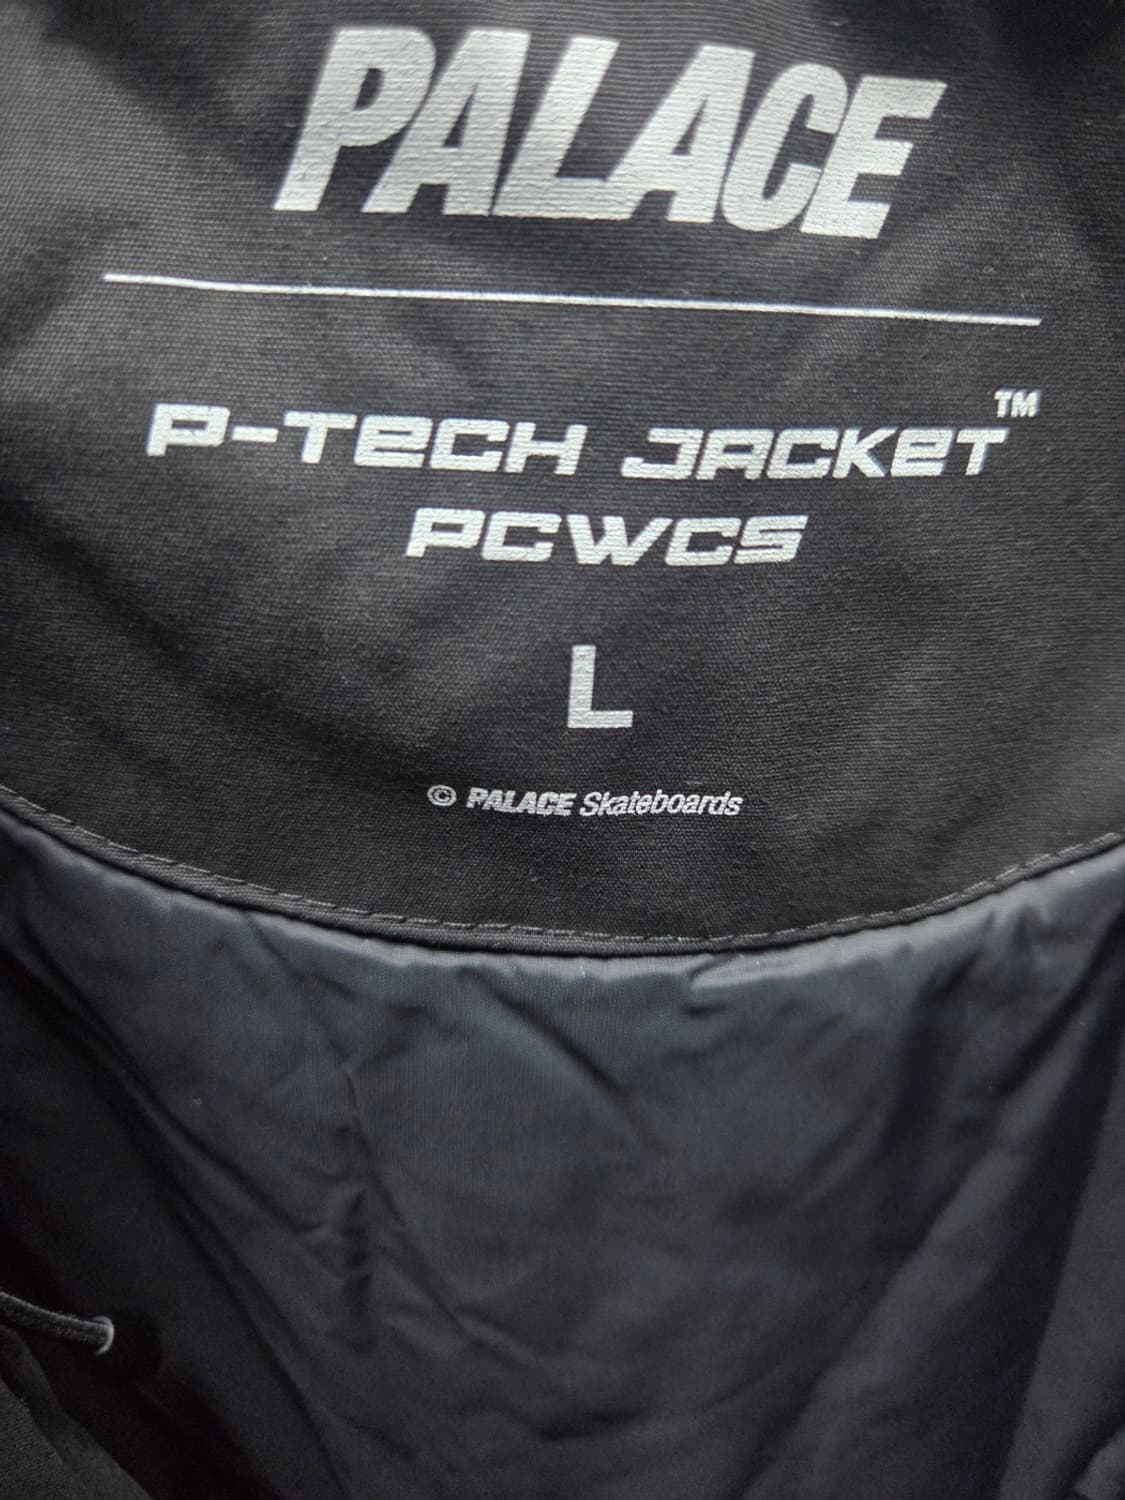 PALACE
P-TECH JACKET™
PCWCS
L
© PALACE Skateboards